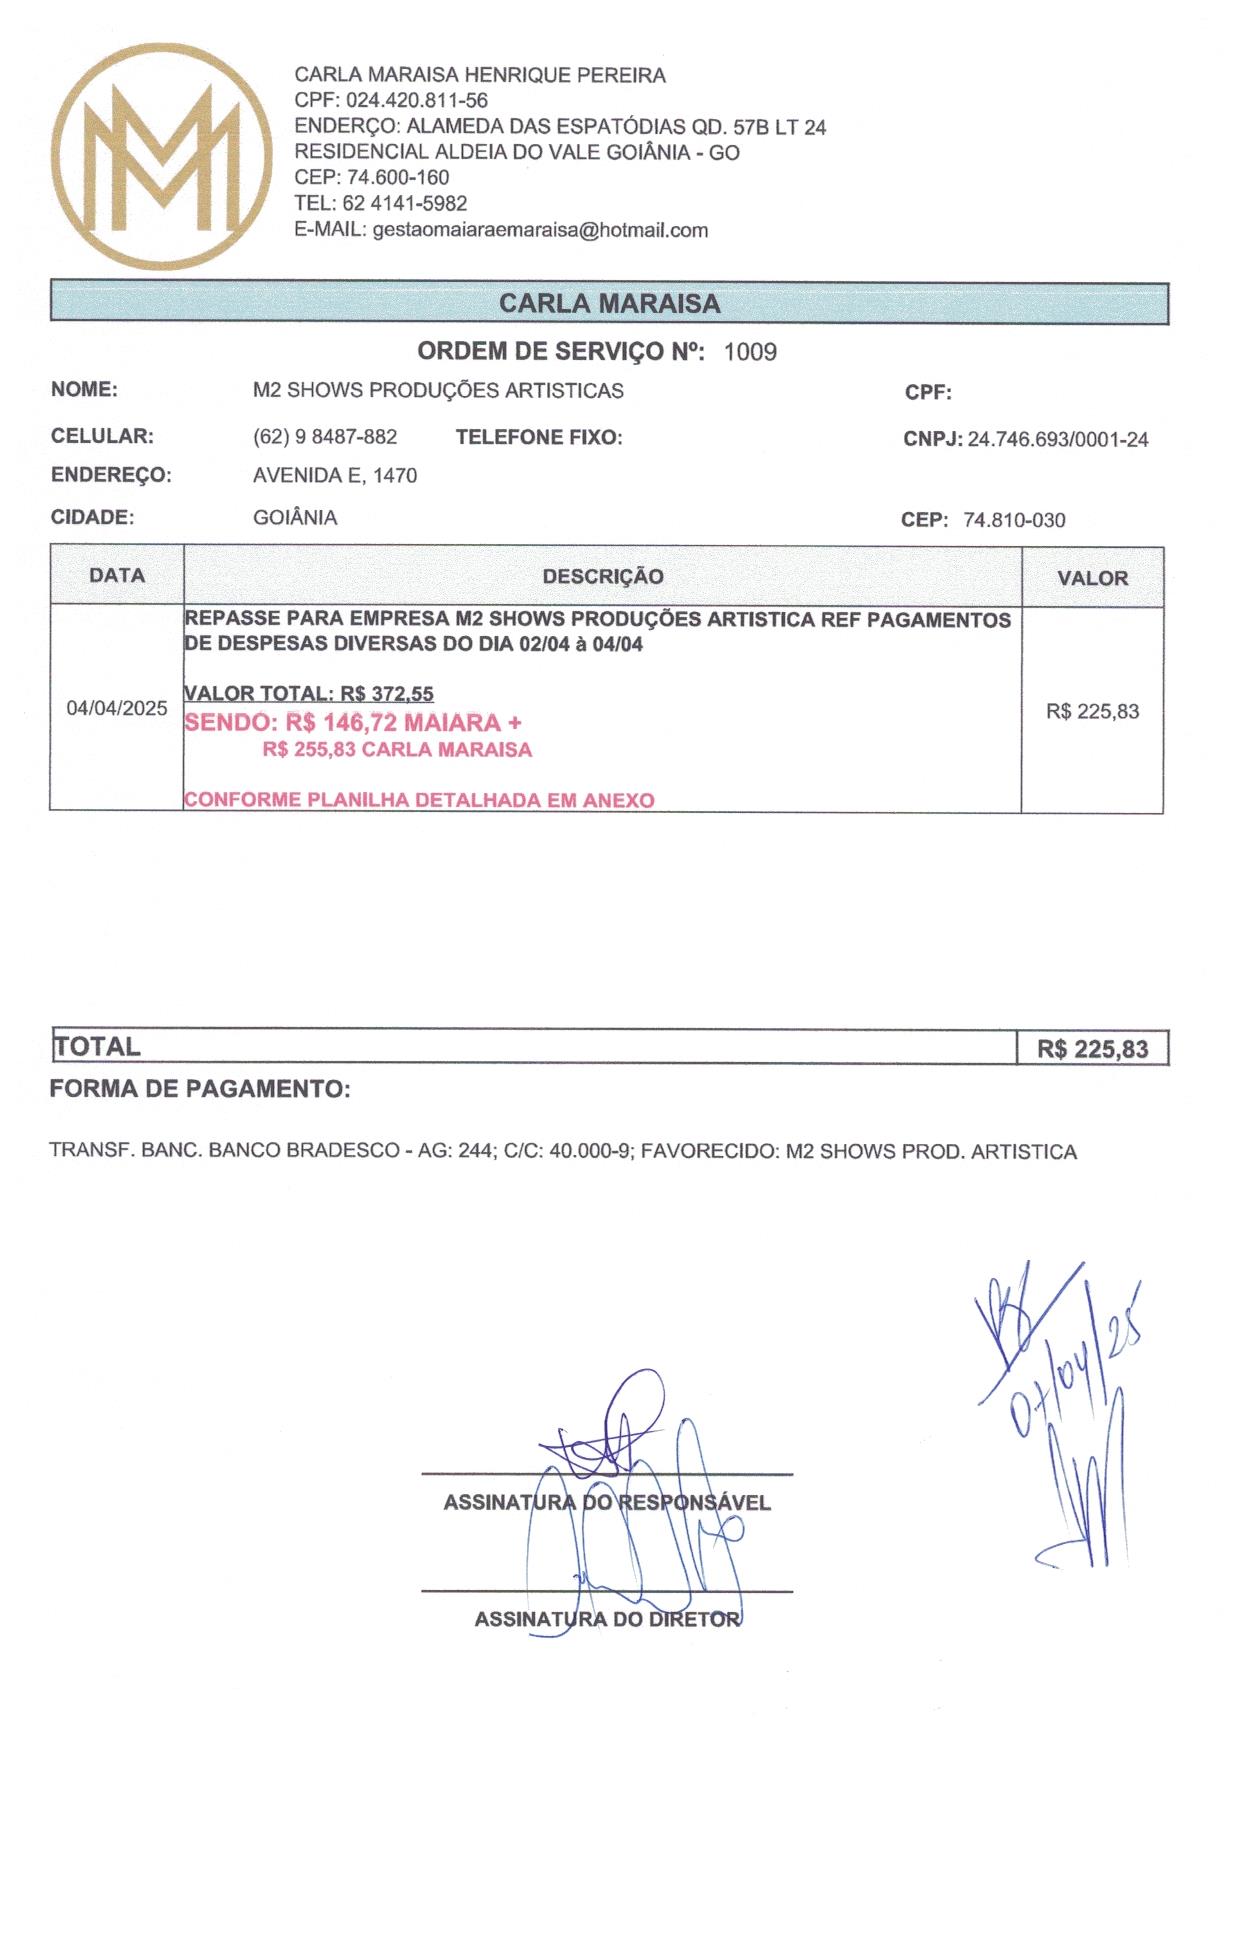 CARLA MARAISA HENRIQUE PEREIRA
CPF: 024.420.811-56
ENDERÇO: ALAMEDA DAS ESPATÓDIAS QD. 57B LT 24
RESIDENCIAL ALDEIA DO VALE GOIÂNIA - GO
CEP: 74.600-160
TEL: 62 4141-5982
E-MAIL: gestaomaiaraemaraisa@hotmail.com
CARLA MARAISA
ORDEM DE SERVIÇO Nº: 1009
NOME: M2 SHOWS PRODUÇÕES ARTISTICAS CPF:
CELULAR: (62) 9 8487-882 TELEFONE FIXO: CNPJ: 24.746.693/0001-24
ENDEREÇO: AVENIDA E, 1470
CIDADE: GOIÂNIA CEP: 74.810-030
DATA DESCRIÇÃO VALOR
REPASSE PARA EMPRESA M2 SHOWS PRODUÇÕES ARTISTICA REF PAGAMENTOS
DE DESPESAS DIVERSAS DO DIA 02/04 à 04/04
VALOR TOTAL: R$ 372,55
04/04/2025 SENDO: R$ 146,72 MAIARA + R$ 225,83
R$ 255,83 CARLA MARAISA
CONFORME PLANILHA DETALHADA EM ANEXO
TOTAL R$ 225,83
FORMA DE PAGAMENTO:
TRANSF. BANC. BANCO BRADESCO - AG: 244; C/C: 40.000-9; FAVORECIDO: M2 SHOWS PROD. ARTISTICA
07/04/25
ASSINATURA DO RESPONSÁVEL
ASSINATURA DO DIRETOR